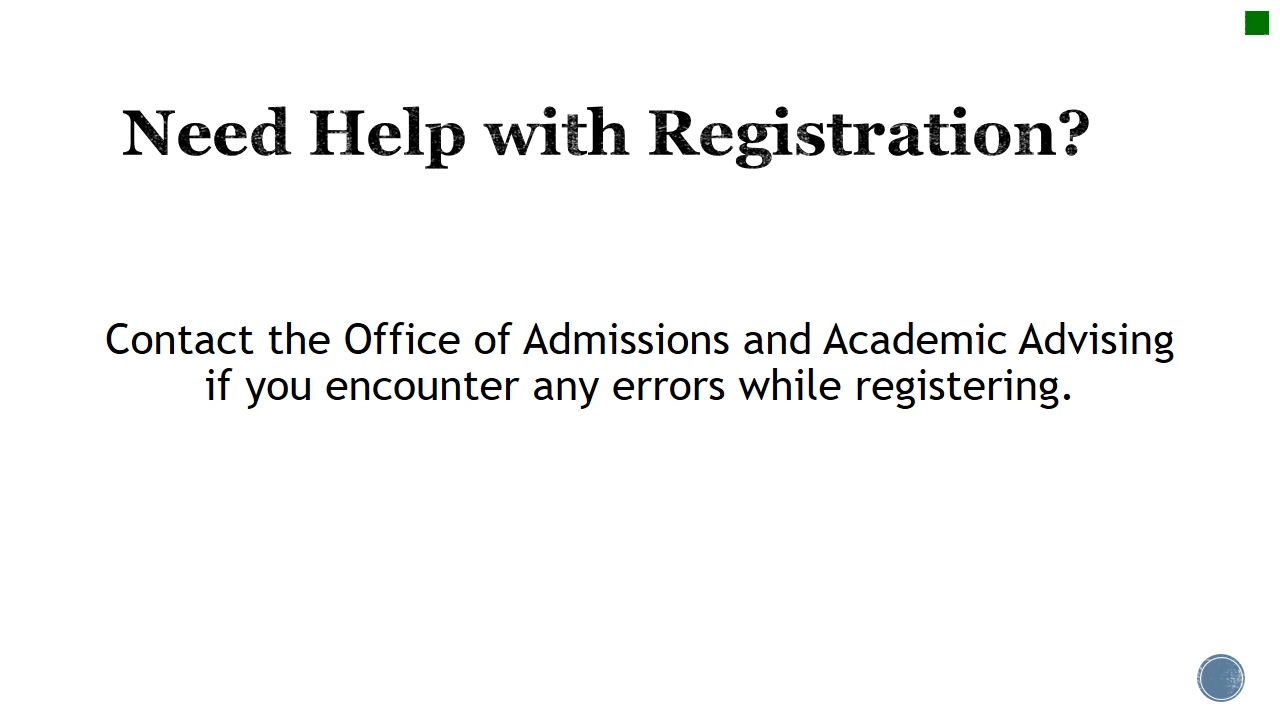 Need Help with Registration?
Contact the Office of Admissions and Academic Advising
if you encounter any errors while registering.